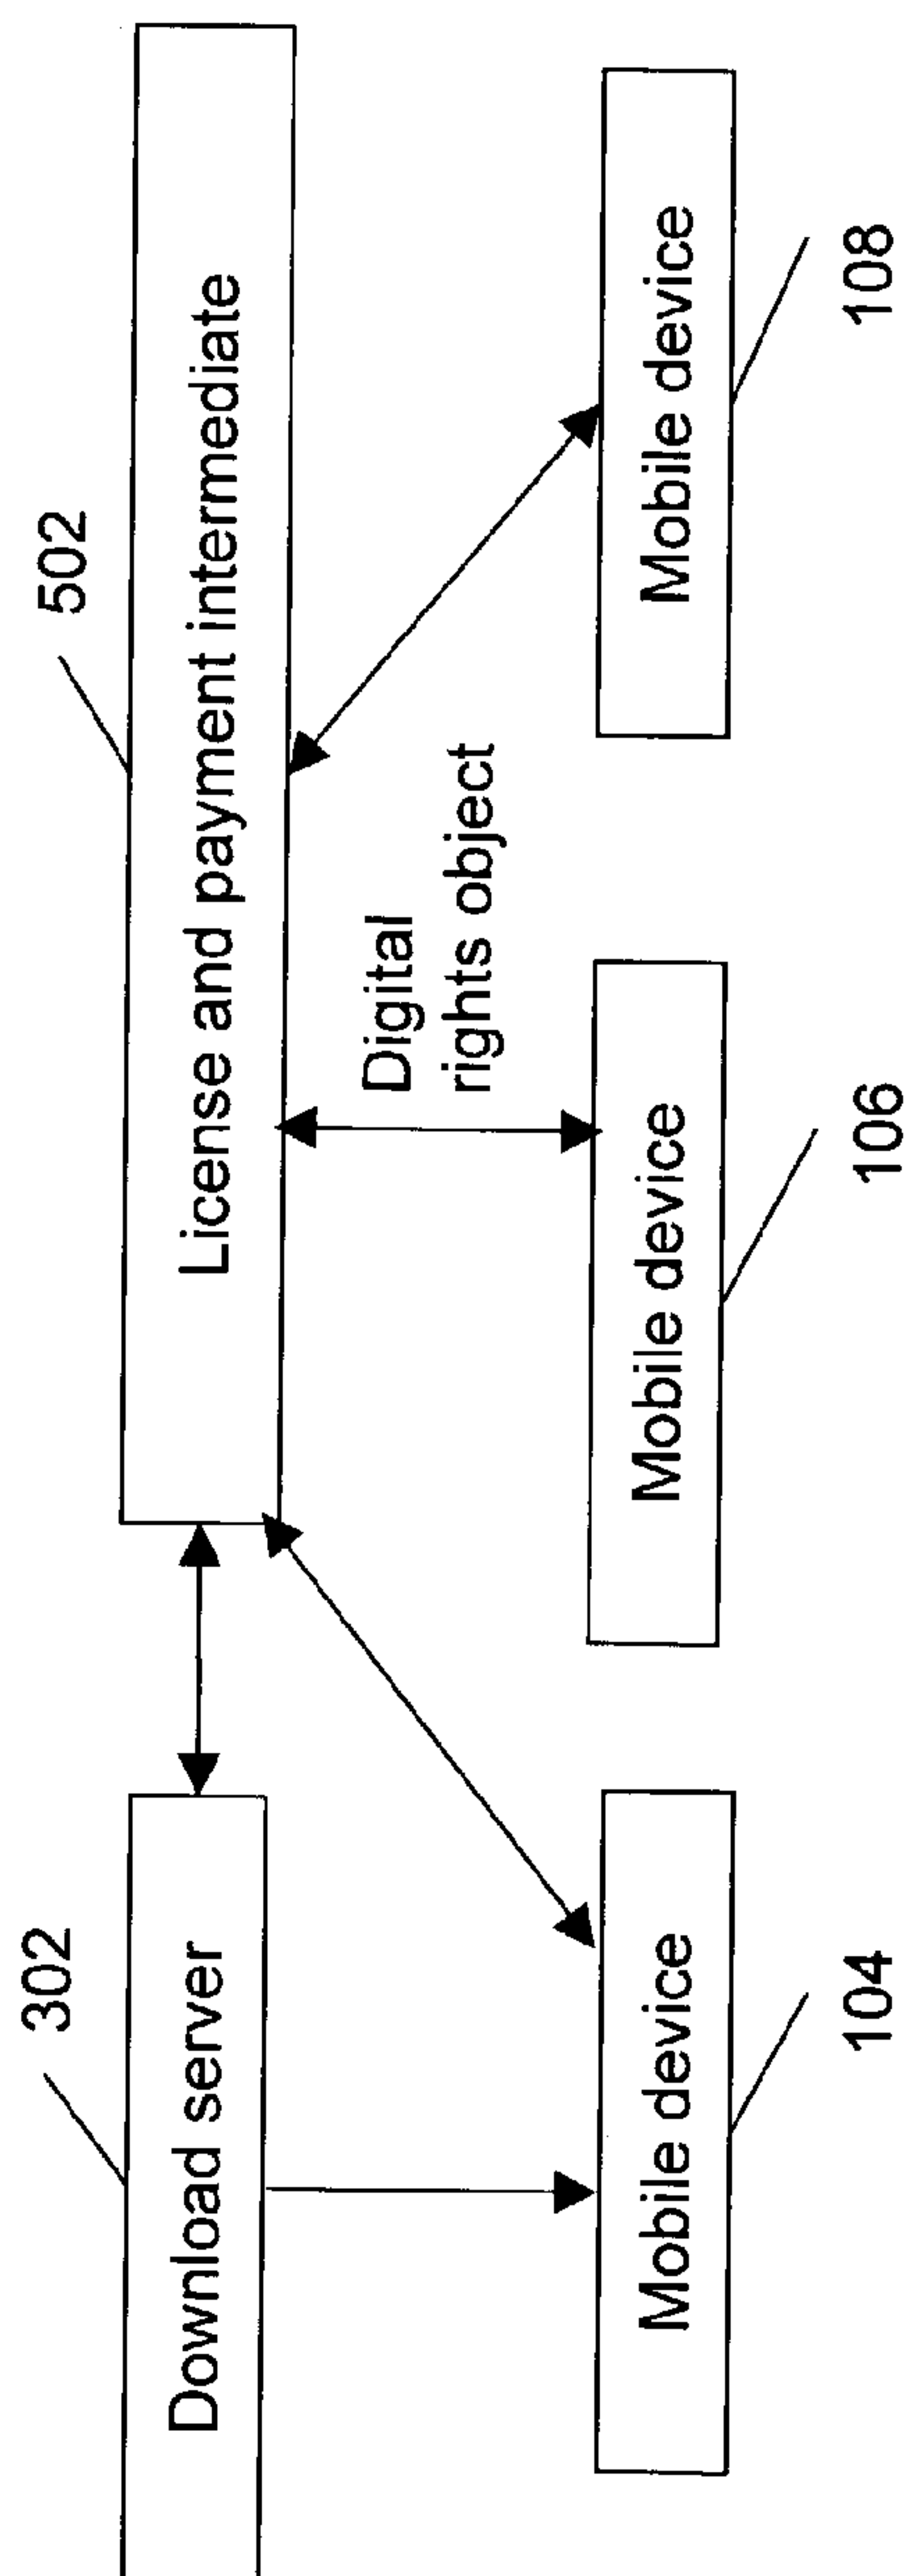 302
502
Download server
License and payment intermediate
Digital
rights object
Mobile device
Mobile device
Mobile device
104
106
108